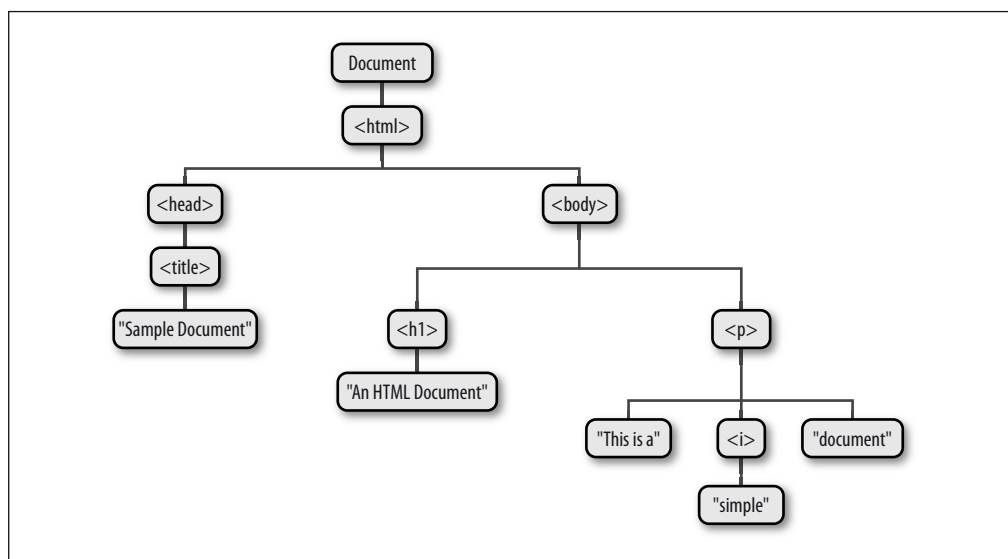 Document
<html>
<head>
<body>
<title>
"Sample Document"
<h1>
<p>
"An HTML Document"
"This is a"
<i>
"document"
"simple"